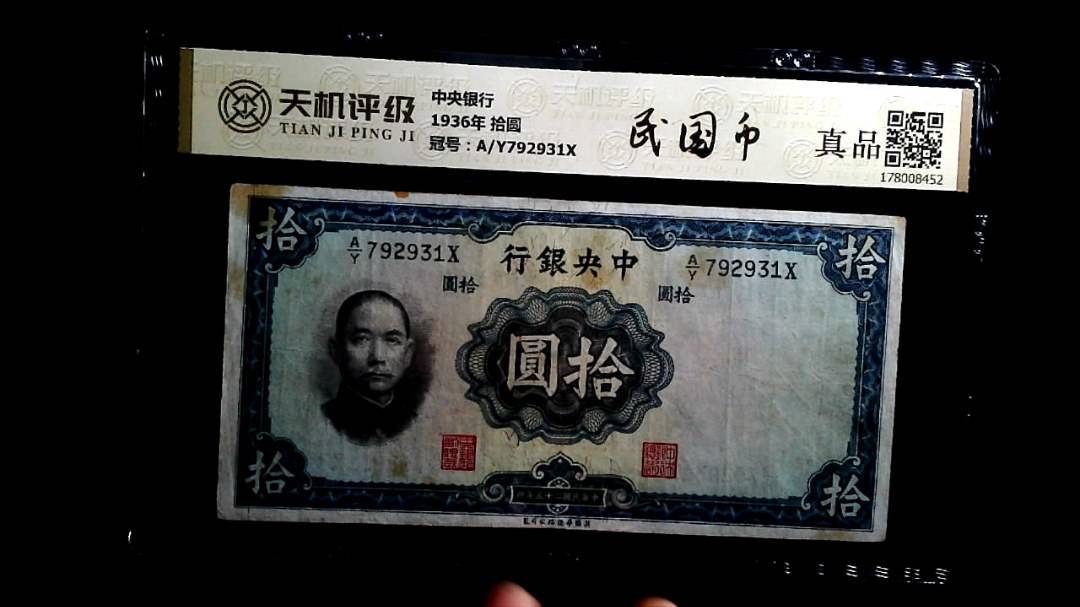 天机评级
TIAN JI PING JI
中央银行
1936年 拾圆
冠号：A/Y792931X
民国币
真品
178008452
拾
拾
A/Y 792931X
行銀央中
A/Y 792931X
圓拾
圓拾
圓拾
拾
拾